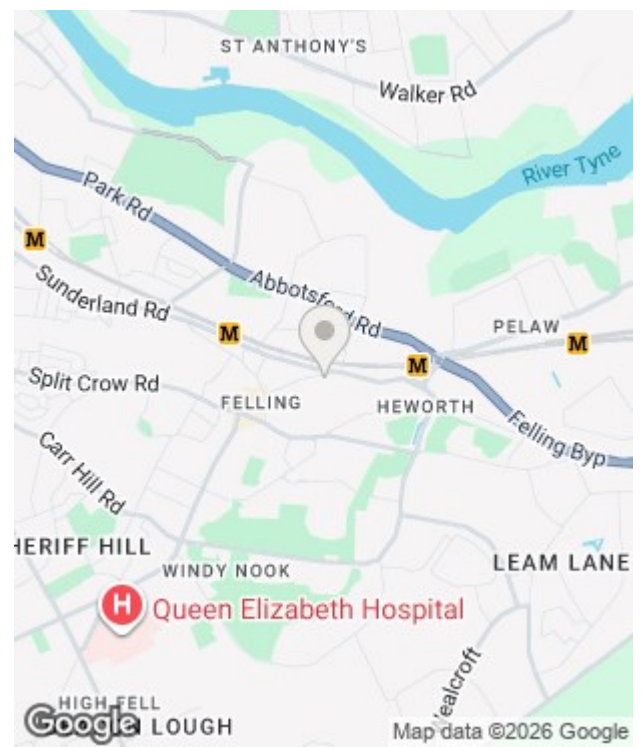 ST ANTHONY'S
Walker Rd
River Tyne
Park Rd
M
Abbotsford Rd
Sunderland Rd
M
M
PELAW
M
Split Crow Rd
FELLING
HEWORTH
Felling Byp
Carr Hill Rd
HERIFF HILL
WINDY NOOK
LEAM LANE
H
Queen Elizabeth Hospital
HIGH FELL
Google
LOUGH
Map data ©2026 Google